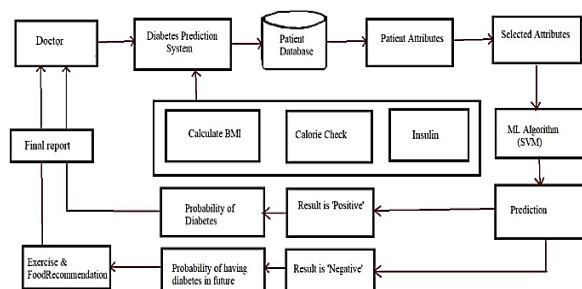 Doctor
Diabetes Prediction
System
Patient
Database
Patient Attributes
Selected Attributes
Calculate BMI
Calorie Check
Insulin
ML Algorithm
(SVM)
Final report
Probability of
Diabetes
Result is 'Positive'
Prediction
Exercise &
FoodRecommendation
Probability of having
diabetes in future
Result is 'Negative'